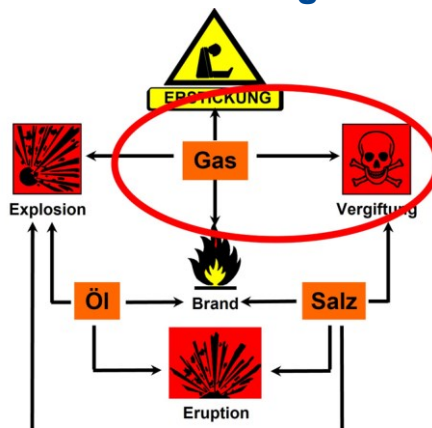 ERSTICKUNG
Gas
Explosion
Vergiftung
Öl
Brand
Salz
Eruption